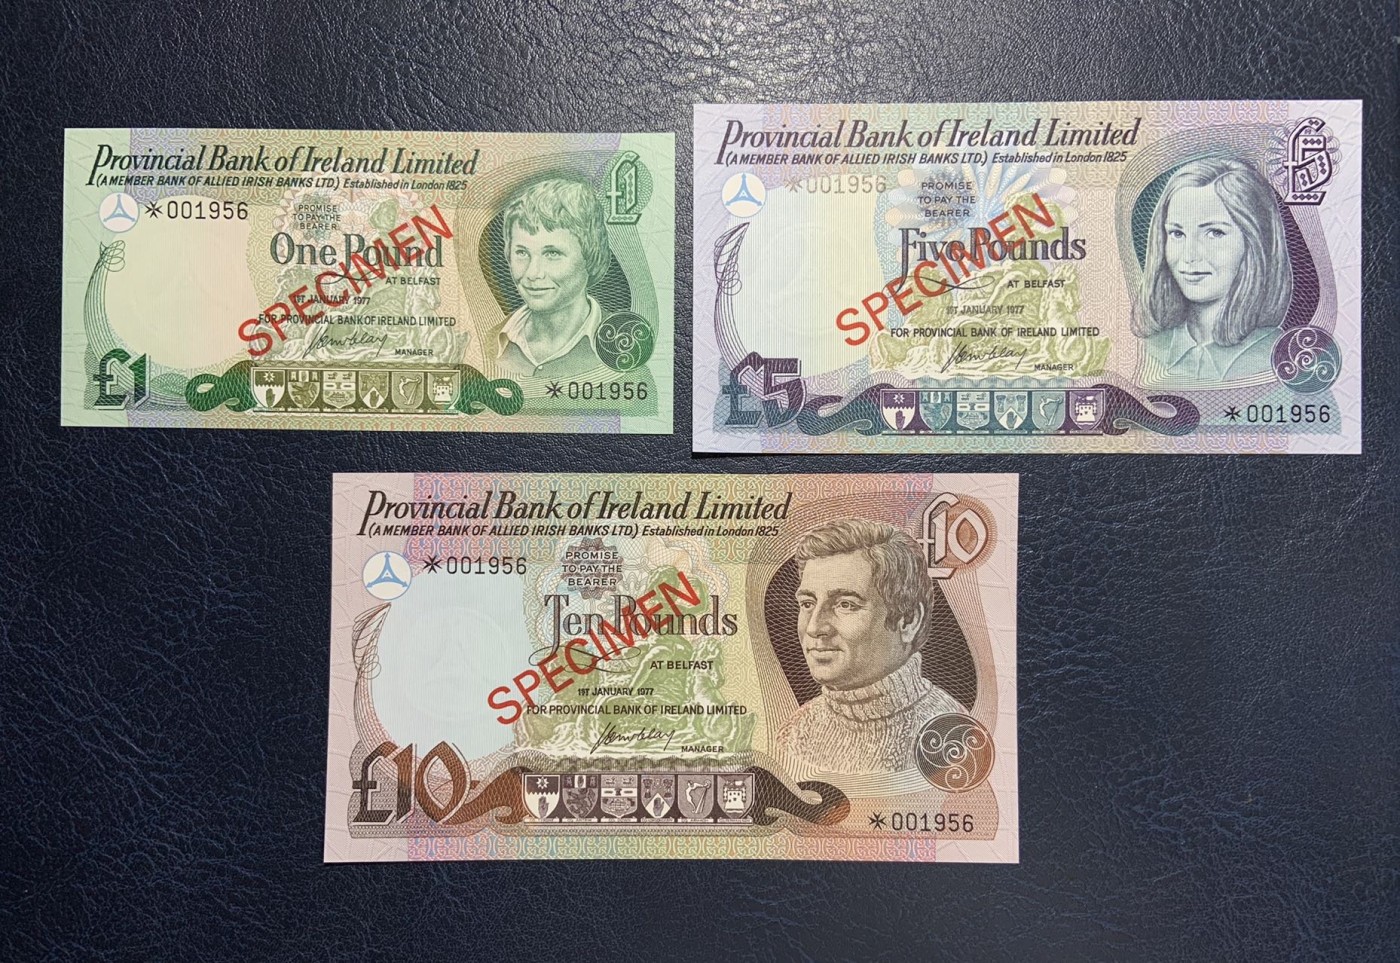 Provincial Bank of Ireland Limited
(A MEMBER BANK OF ALLIED IRISH BANKS LTD.) Established in London 1825
£1
*001956
PROMISE
TO PAY THE
BEARER
One Pound
AT BELFAST
1ST JANUARY 1977
FOR PROVINCIAL BANK OF IRELAND LIMITED
MANAGER
£1
*001956
SPECIMEN
Provincial Bank of Ireland Limited
(A MEMBER BANK OF ALLIED IRISH BANKS LTD.) Established in London 1825
£5
*001956
PROMISE
TO PAY THE
BEARER
Five Pounds
AT BELFAST
1ST JANUARY 1977
FOR PROVINCIAL BANK OF IRELAND LIMITED
MANAGER
£5
*001956
SPECIMEN
Provincial Bank of Ireland Limited
(A MEMBER BANK OF ALLIED IRISH BANKS LTD.) Established in London 1825
£10
*001956
PROMISE
TO PAY THE
BEARER
Ten Pounds
AT BELFAST
1ST JANUARY 1977
FOR PROVINCIAL BANK OF IRELAND LIMITED
MANAGER
£10
*001956
SPECIMEN